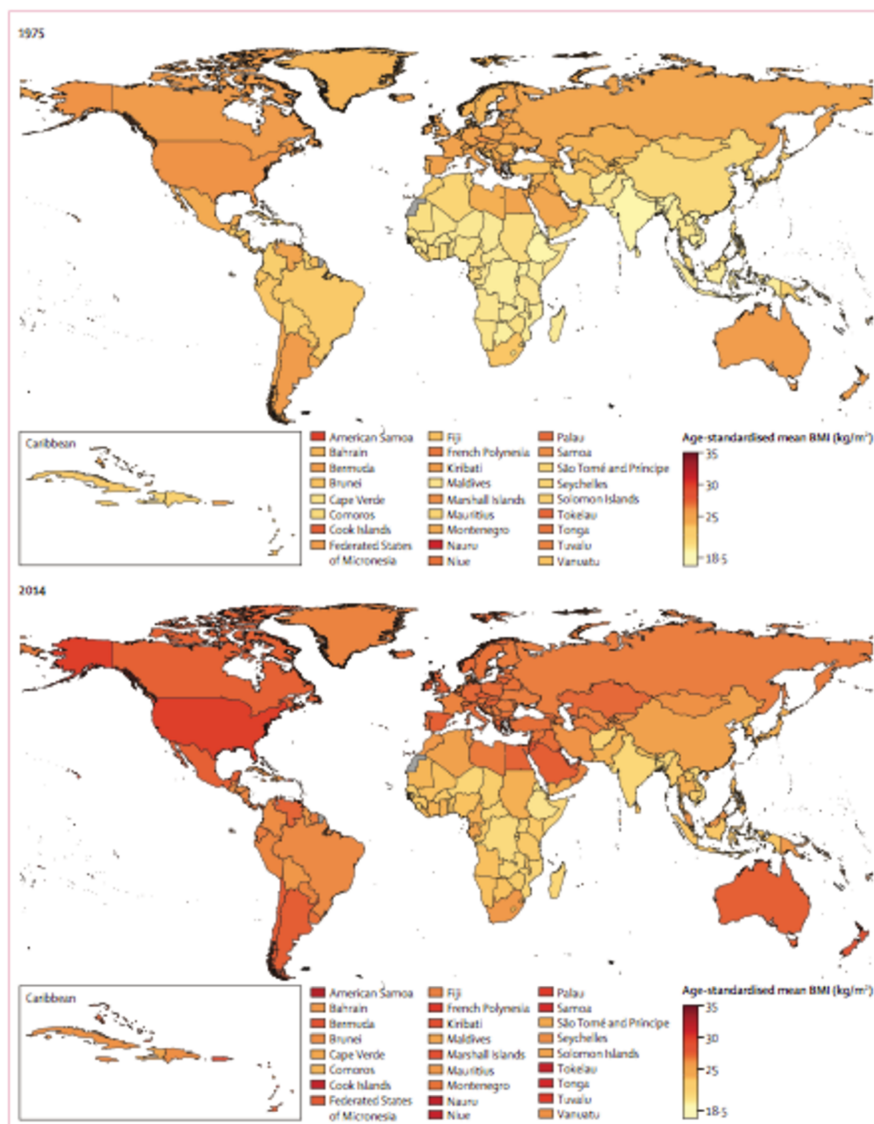 1975
Caribbean
American Samoa
Bahrain
Bermuda
Brunei
Cape Verde
Comoros
Cook Islands
Federated States
of Micronesia
Fiji
French Polynesia
Kiribati
Maldives
Marshall Islands
Mauritius
Montenegro
Nauru
Niue
Palau
Samoa
São Tomé and Príncipe
Seychelles
Solomon Islands
Tokelau
Tonga
Tuvalu
Vanuatu
Age-standardised mean BMI (kg/m²)
35
30
25
18·5
2014
Caribbean
American Samoa
Bahrain
Bermuda
Brunei
Cape Verde
Comoros
Cook Islands
Federated States
of Micronesia
Fiji
French Polynesia
Kiribati
Maldives
Marshall Islands
Mauritius
Montenegro
Nauru
Niue
Palau
Samoa
São Tomé and Príncipe
Seychelles
Solomon Islands
Tokelau
Tonga
Tuvalu
Vanuatu
Age-standardised mean BMI (kg/m²)
35
30
25
18·5